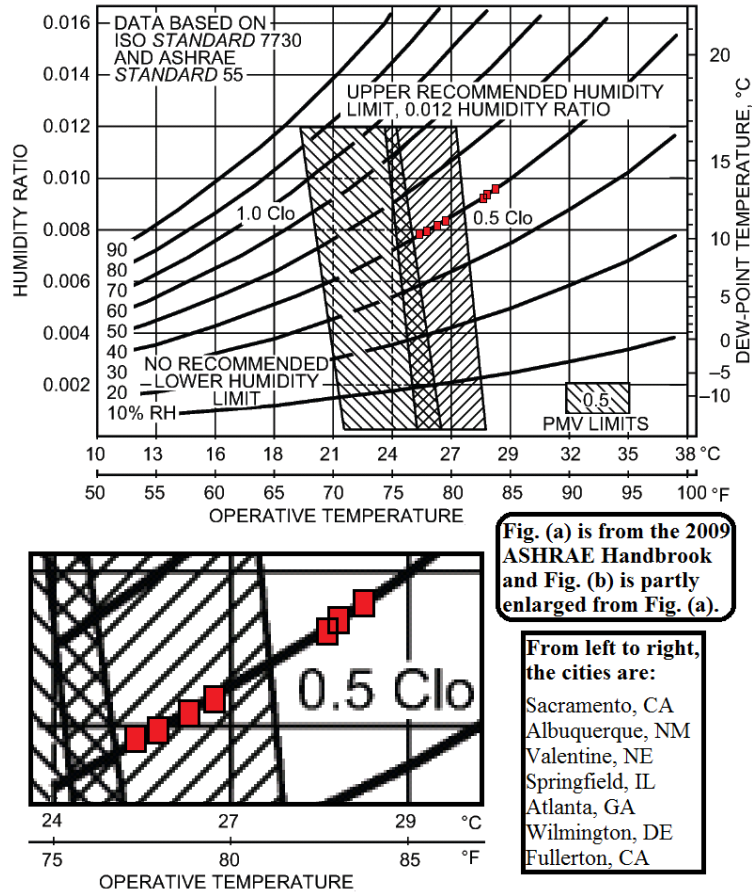 DATA BASED ON
ISO STANDARD 7730
AND ASHRAE
STANDARD 55
UPPER RECOMMENDED HUMIDITY
LIMIT, 0.012 HUMIDITY RATIO
1.0 Clo
0.5 Clo
NO RECOMMENDED
LOWER HUMIDITY
LIMIT
0.5
PMV LIMITS
HUMIDITY RATIO
0.016
0.014
0.012
0.010
0.008
0.006
0.004
0.002
90
80
70
60
50
40
30
20
10% RH
DEW-POINT TEMPERATURE, °C
20
15
10
5
0
–5
–10
10 13 16 18 21 24 27 29 32 35 38 °C
50 55 60 65 70 75 80 85 90 95 100 °F
OPERATIVE TEMPERATURE
Fig. (a) is from the 2009
ASHRAE Handbrook
and Fig. (b) is partly
enlarged from Fig. (a).
0.5 Clo
24 27 29 °C
75 80 85 °F
OPERATIVE TEMPERATURE
From left to right,
the cities are:
Sacramento, CA
Albuquerque, NM
Valentine, NE
Springfield, IL
Atlanta, GA
Wilmington, DE
Fullerton, CA